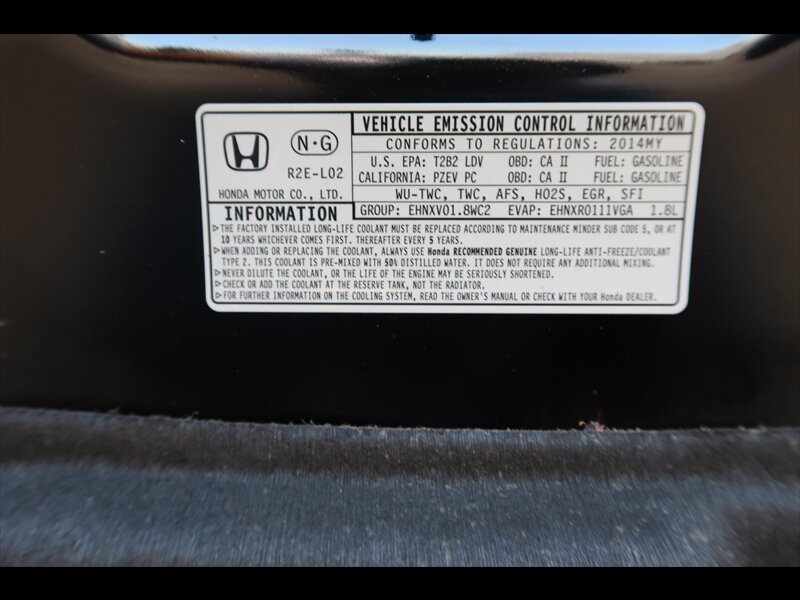 VEHICLE EMISSION CONTROL INFORMATION
N·G
CONFORMS TO REGULATIONS: 2014MY
R2E-L02
U.S. EPA: T2B2 LDV OBD: CA II FUEL: GASOLINE
CALIFORNIA: PZEV PC OBD: CA II FUEL: GASOLINE
HONDA MOTOR CO., LTD.
WU-TWC, TWC, AFS, HO2S, EGR, SFI
INFORMATION
GROUP: EHNXV01.8WC2 EVAP: EHNXR0111VGA 1.8L
▷THE FACTORY INSTALLED LONG-LIFE COOLANT MUST BE REPLACED ACCORDING TO MAINTENANCE MINDER SUB CODE 5, OR AT
10 YEARS WHICHEVER COMES FIRST. THEREAFTER EVERY 5 YEARS.
▷WHEN ADDING OR REPLACING THE COOLANT, ALWAYS USE Honda RECOMMENDED GENUINE LONG-LIFE ANTI-FREEZE/COOLANT
TYPE 2. THIS COOLANT IS PRE-MIXED WITH 50% DISTILLED WATER. IT DOES NOT REQUIRE ANY ADDITIONAL MIXING.
▷NEVER DILUTE THE COOLANT, OR THE LIFE OF THE ENGINE MAY BE SERIOUSLY SHORTENED.
▷CHECK OR ADD THE COOLANT AT THE RESERVE TANK, NOT THE RADIATOR.
▷FOR FURTHER INFORMATION ON THE COOLING SYSTEM, READ THE OWNER'S MANUAL OR CHECK WITH YOUR Honda DEALER.